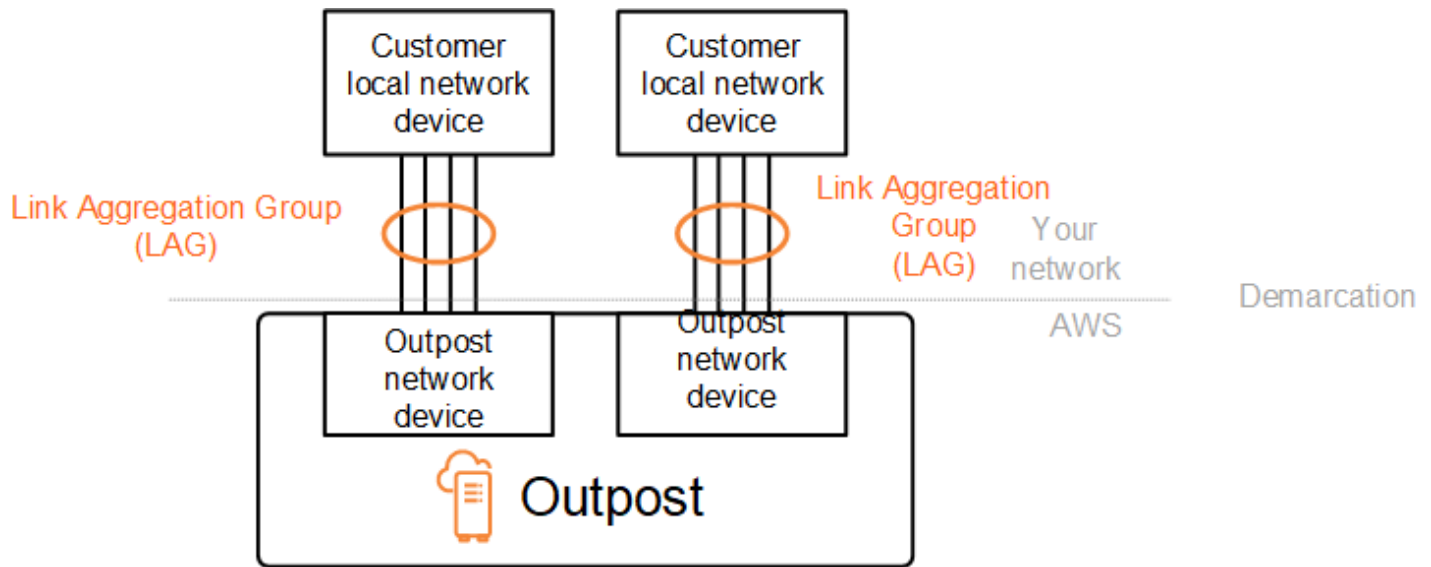 Customer
local network
device
Customer
local network
device
Link Aggregation Group
(LAG)
Link Aggregation
Group
(LAG)
Your
network
Demarcation
AWS
Outpost
network
device
Outpost
network
device
Outpost